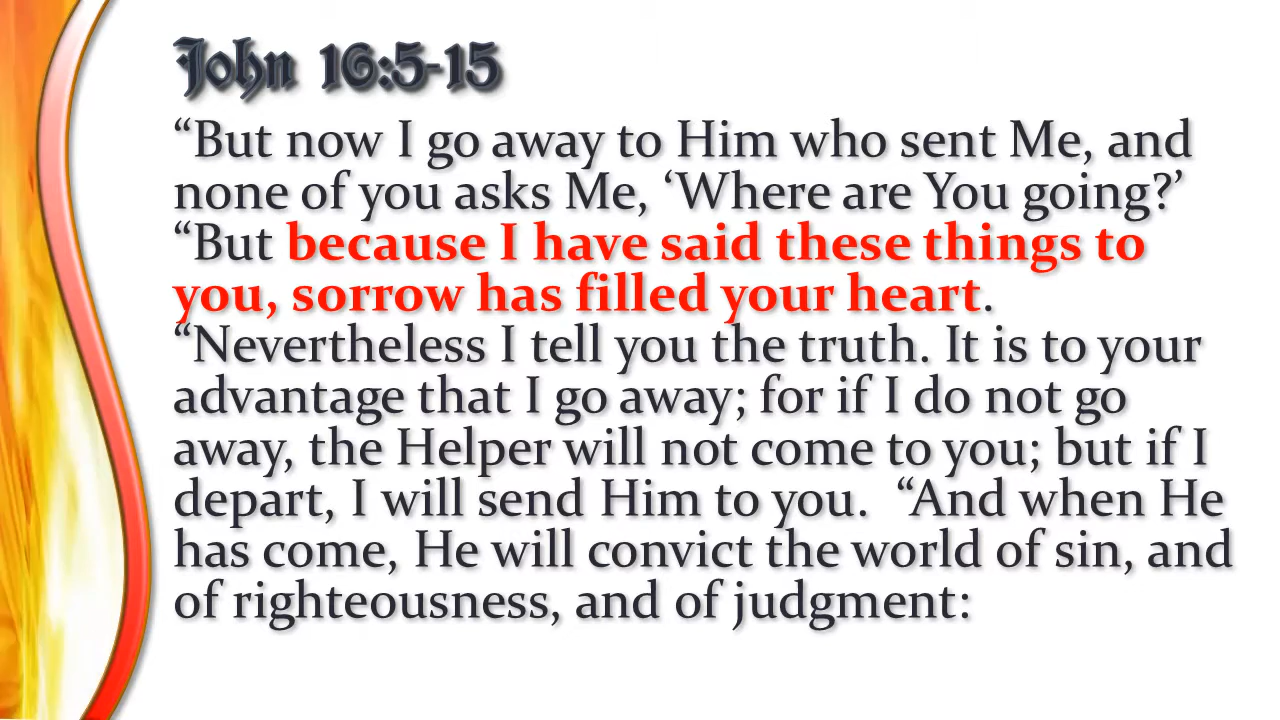 John 16:5-15
“But now I go away to Him who sent Me, and
none of you asks Me, ‘Where are You going?’
“But because I have said these things to
you, sorrow has filled your heart.
“Nevertheless I tell you the truth. It is to your
advantage that I go away; for if I do not go
away, the Helper will not come to you; but if I
depart, I will send Him to you.  “And when He
has come, He will convict the world of sin, and
of righteousness, and of judgment: